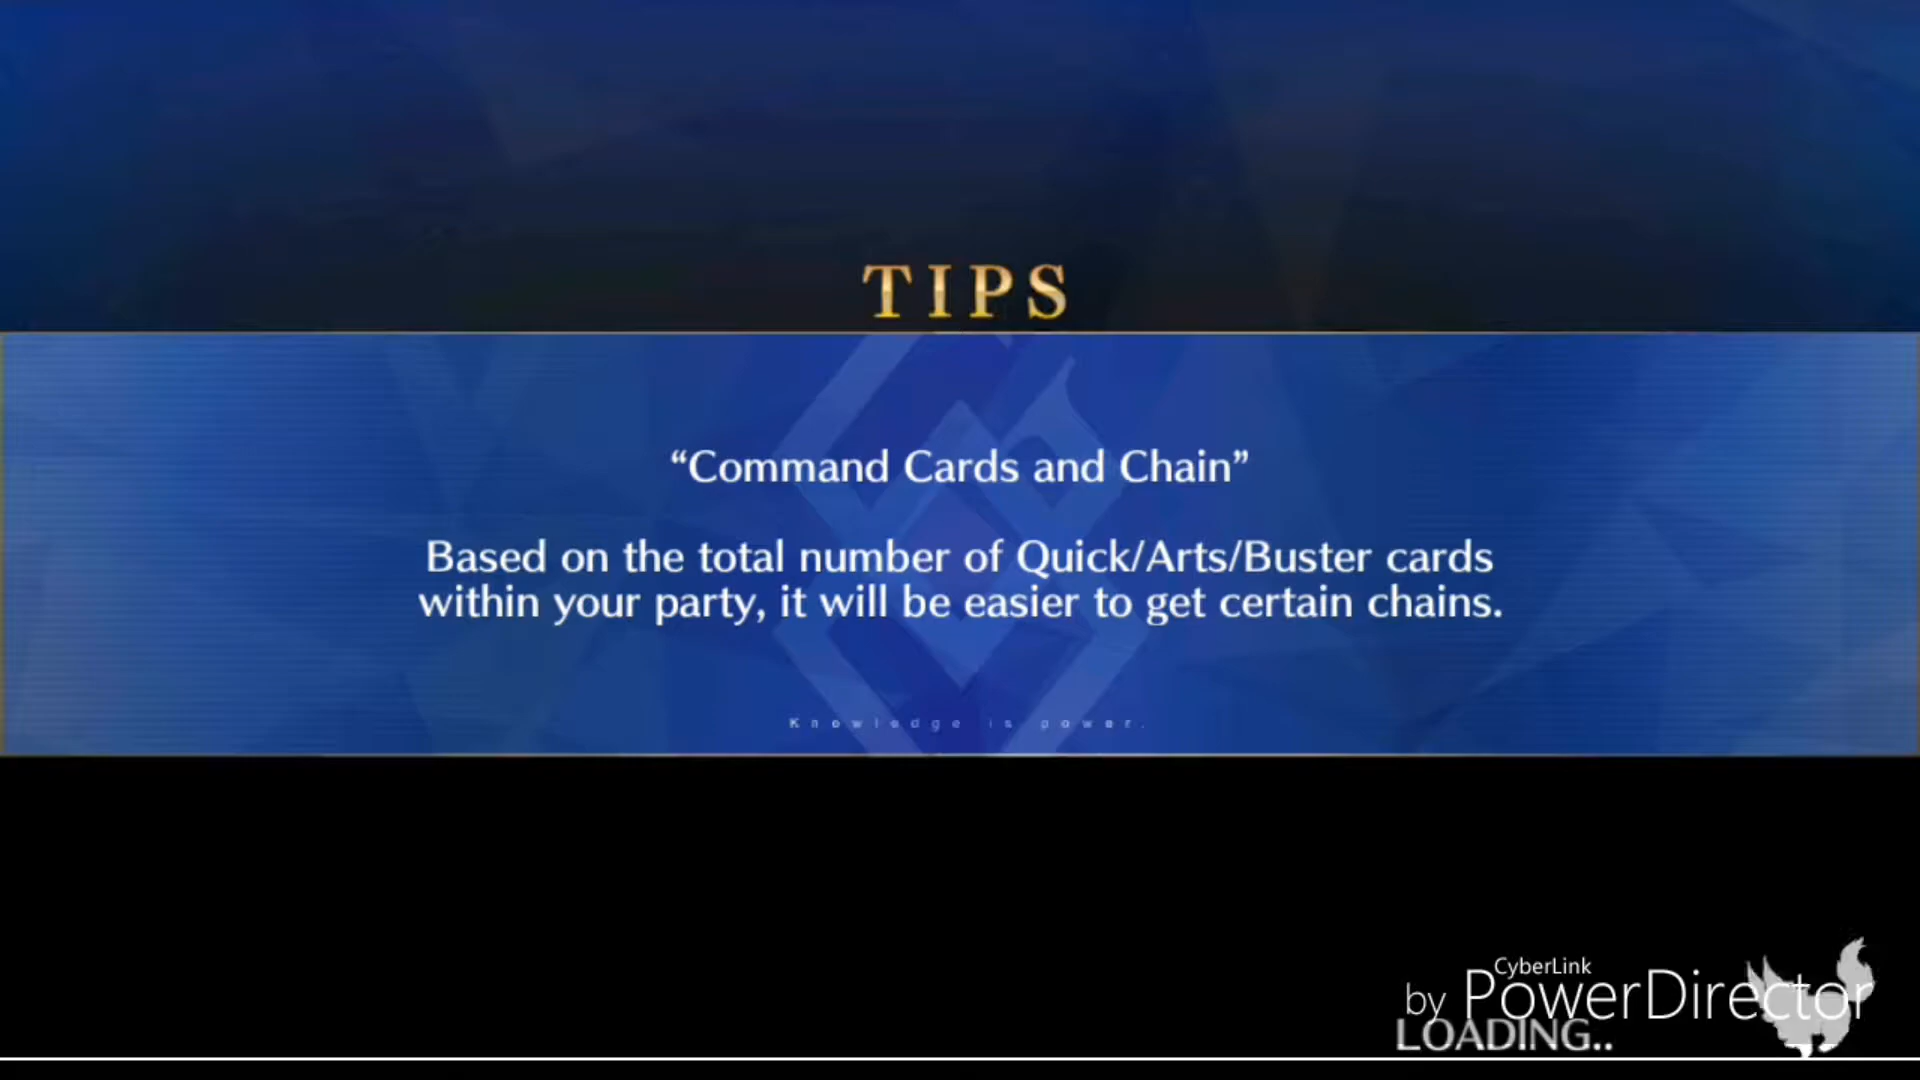 TIPS
“Command Cards and Chain”
Based on the total number of Quick/Arts/Buster cards
within your party, it will be easier to get certain chains.
Knowledge is power.
CyberLink
by PowerDirector
LOADING..